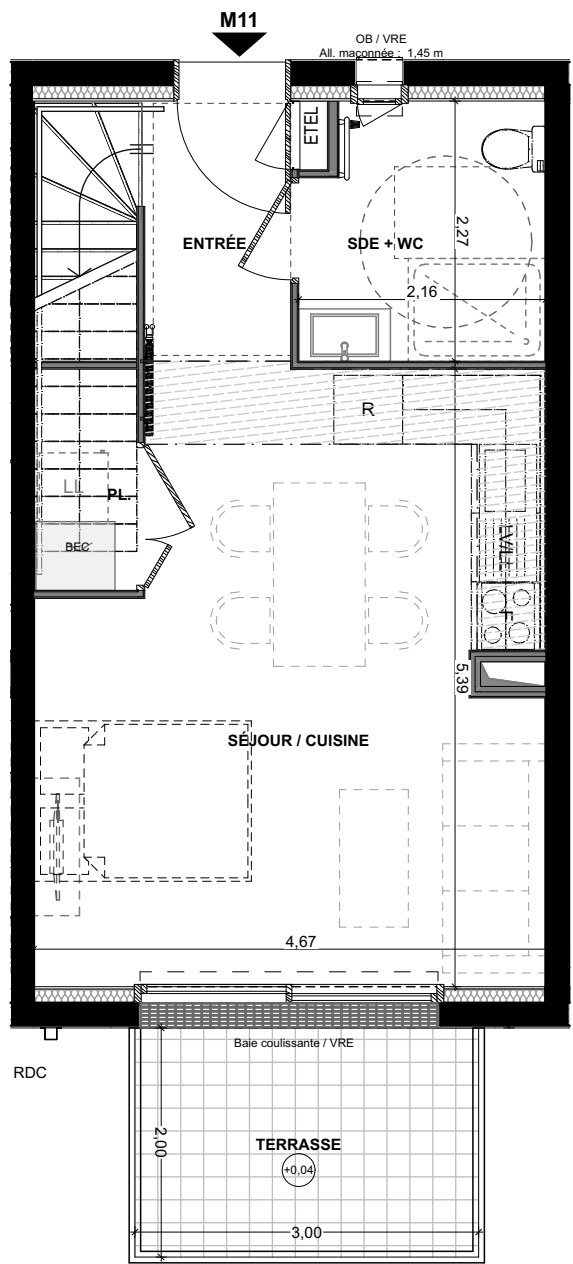 M11
OB / VRE
All. maçonnée : 1,45 m
ETEL
ENTRÉE
SDE + WC
2,27
2,16
R
LL
PL.
BEC
LV/LL
5,39
SÉJOUR / CUISINE
4,67
Baie coulissante / VRE
RDC
2,00
TERRASSE
+0,04
3,00